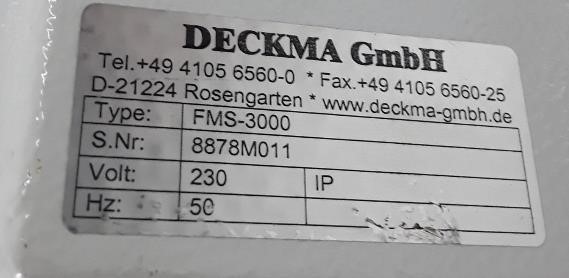 DECKMA GmbH
Tel.+49 4105 6560-0 * Fax.+49 4105 6560-25
D-21224 Rosengarten * www.deckma-gmbh.de
Type: FMS-3000
S.Nr: 8878M011
Volt: 230 IP
Hz: 50